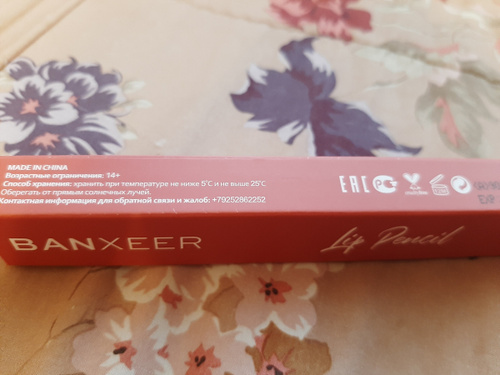 MADE IN CHINA
Возрастные ограничения: 14+
Способ хранения: хранить при температуре не ниже 5°С и не выше 25°С
Оберегать от прямых солнечных лучей.
Контактная информация для обратной связи и жалоб: +79252862252
EAC
BANXEER
Lip Pencil